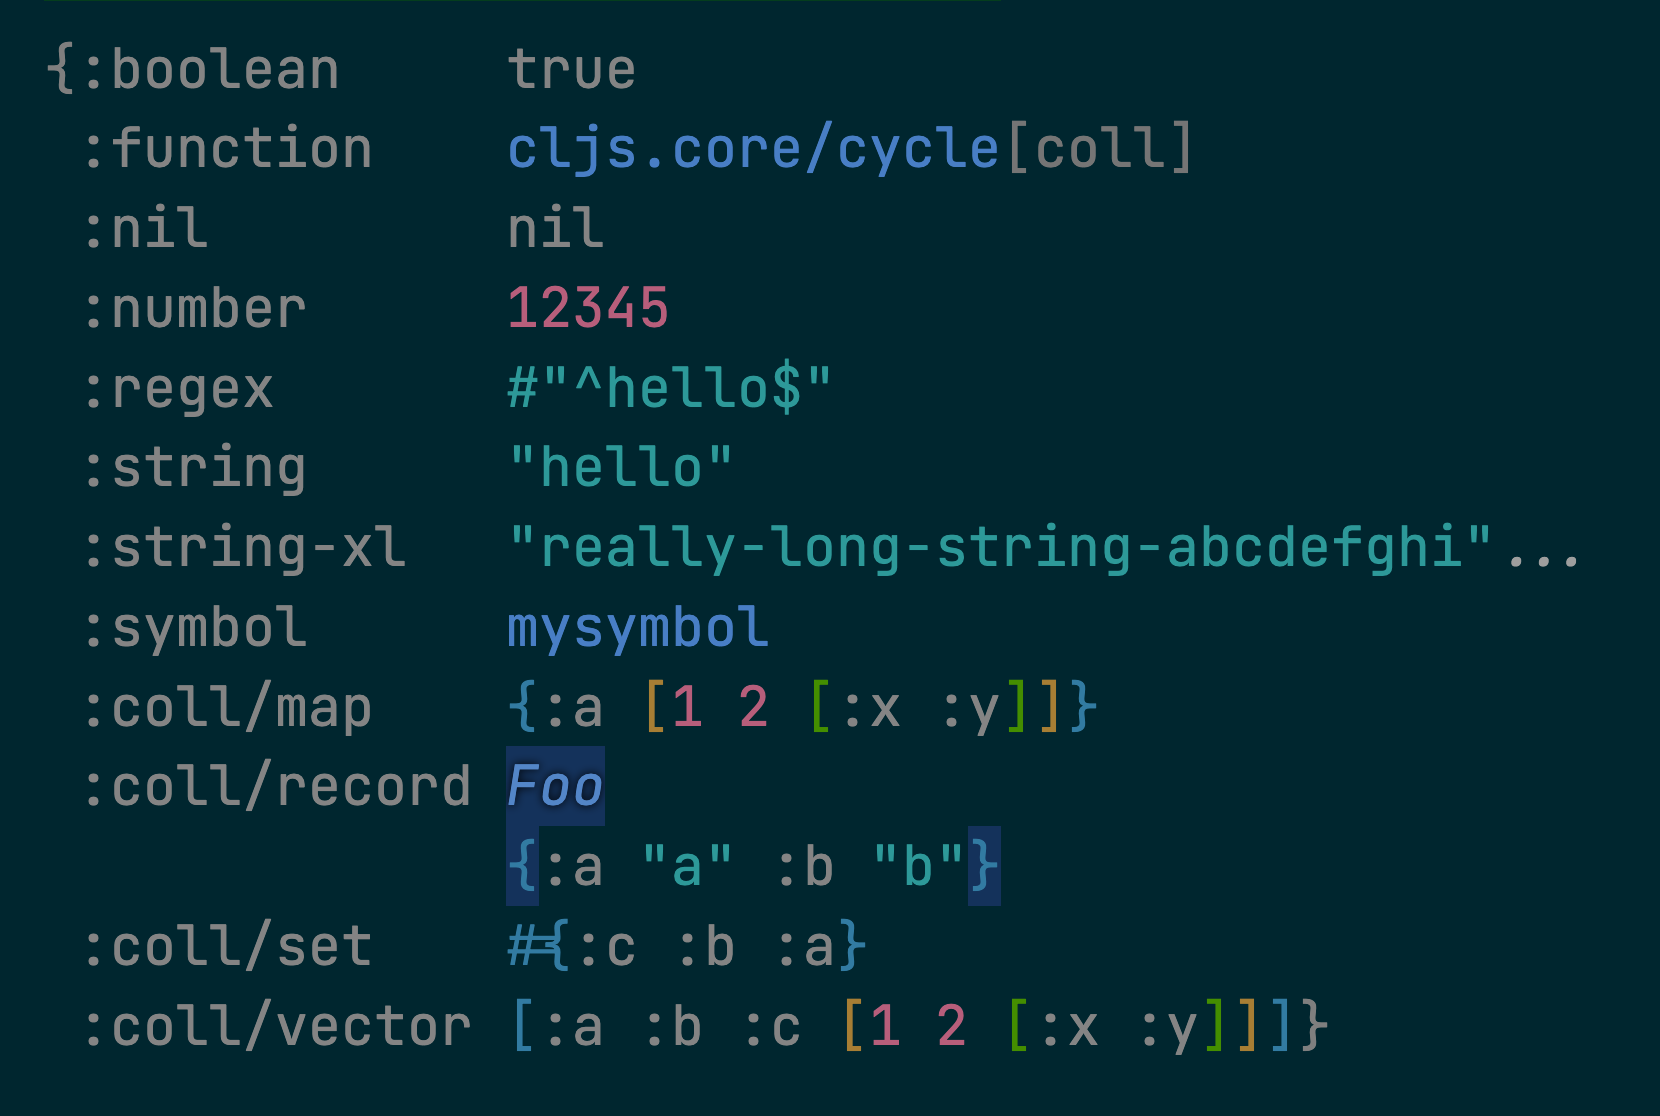 {:boolean     true
 :function    cljs.core/cycle[coll]
 :nil         nil
 :number      12345
 :regex       #"^hello$"
 :string      "hello"
 :string-xl   "really-long-string-abcdefghi"...
 :symbol      mysymbol
 :coll/map    {:a [1 2 [:x :y]]}
 :coll/record Foo
              {:a "a" :b "b"}
 :coll/set    #{:c :b :a}
 :coll/vector [:a :b :c [1 2 [:x :y]]]}